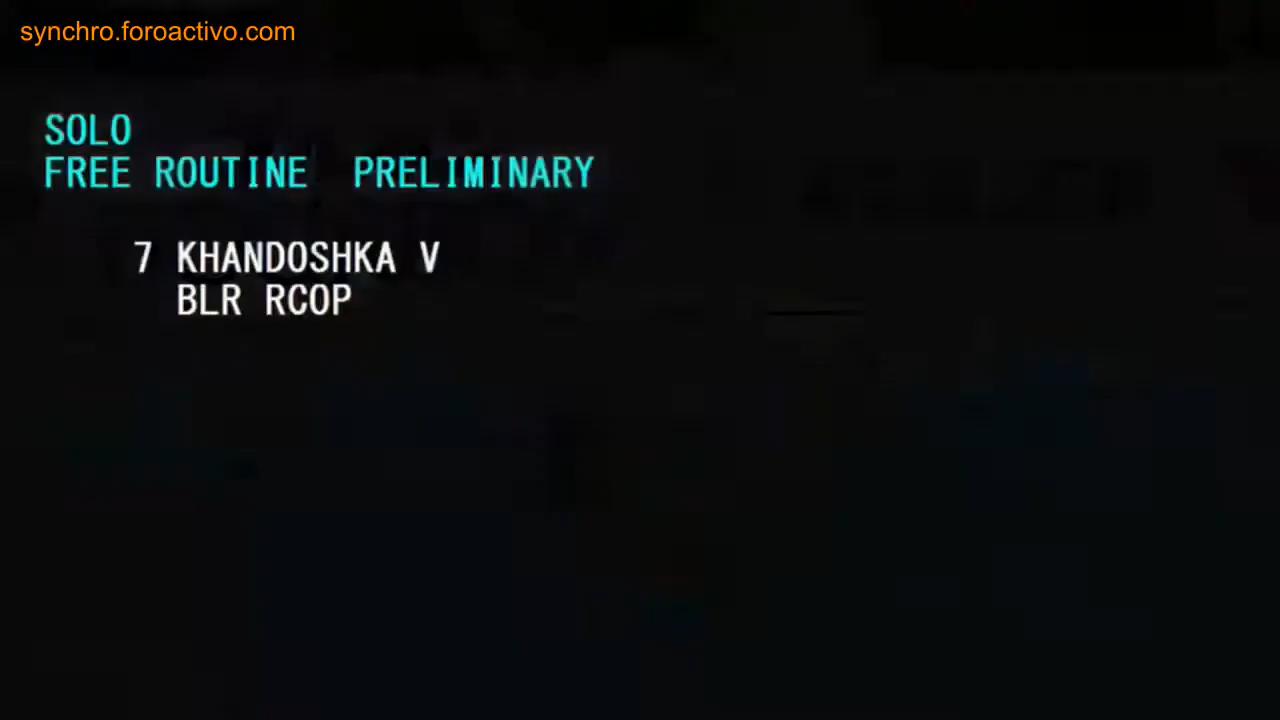 synchro.foroactivo.com
SOLO
FREE ROUTINE PRELIMINARY
7 KHANDOSHKA V
BLR RCOP